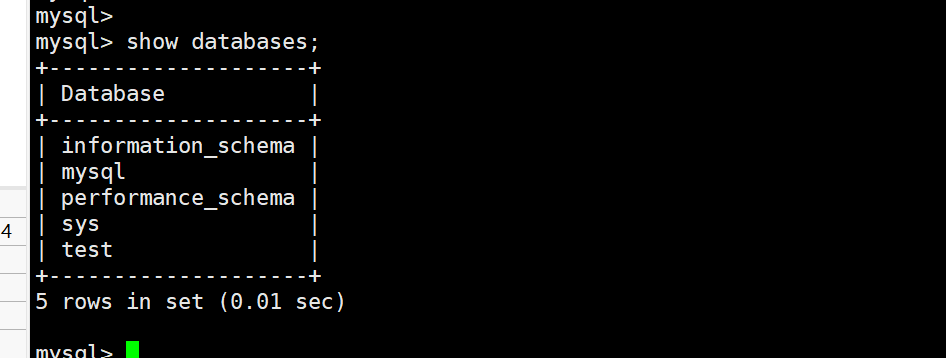 mysql>
mysql> show databases;
+--------------------+
| Database           |
+--------------------+
| information_schema |
| mysql              |
| performance_schema |
| sys                |
| test               |
+--------------------+
5 rows in set (0.01 sec)
mysql>
4